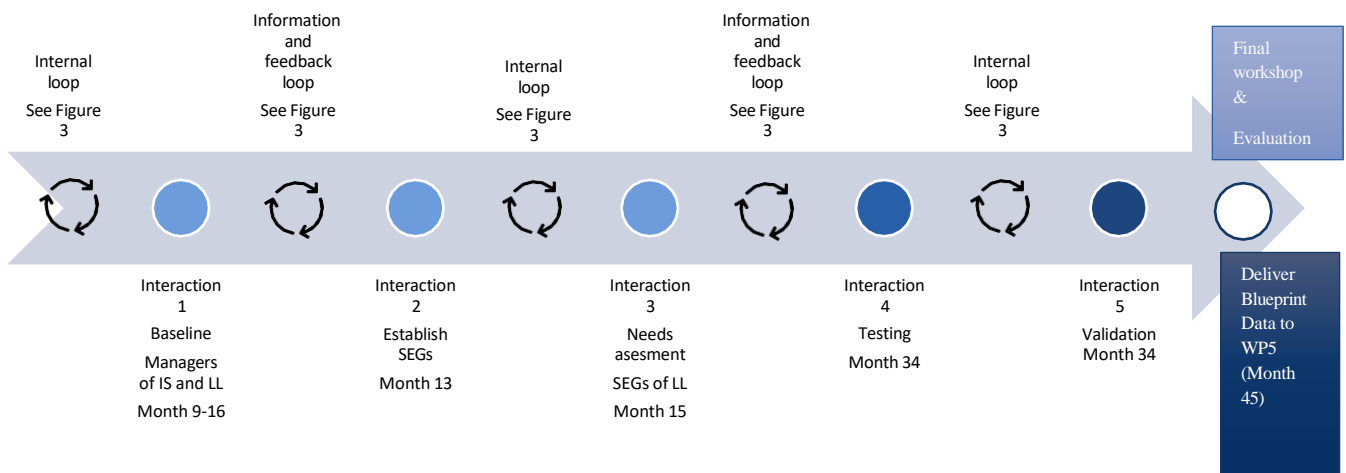 Internal
loop
See Figure
3
Information
and
feedback
loop
See Figure
3
Internal
loop
See Figure
3
Information
and
feedback
loop
See Figure
3
Internal
loop
See Figure
3
Final
workshop
&
Evaluation
Interaction
1
Baseline
Managers
of IS and LL
Month 9-16
Interaction
2
Establish
SEGs
Month 13
Interaction
3
Needs
asesment
SEGs of LL
Month 15
Interaction
4
Testing
Month 34
Interaction
5
Validation
Month 34
Deliver
Blueprint
Data to
WP5
(Month
45)